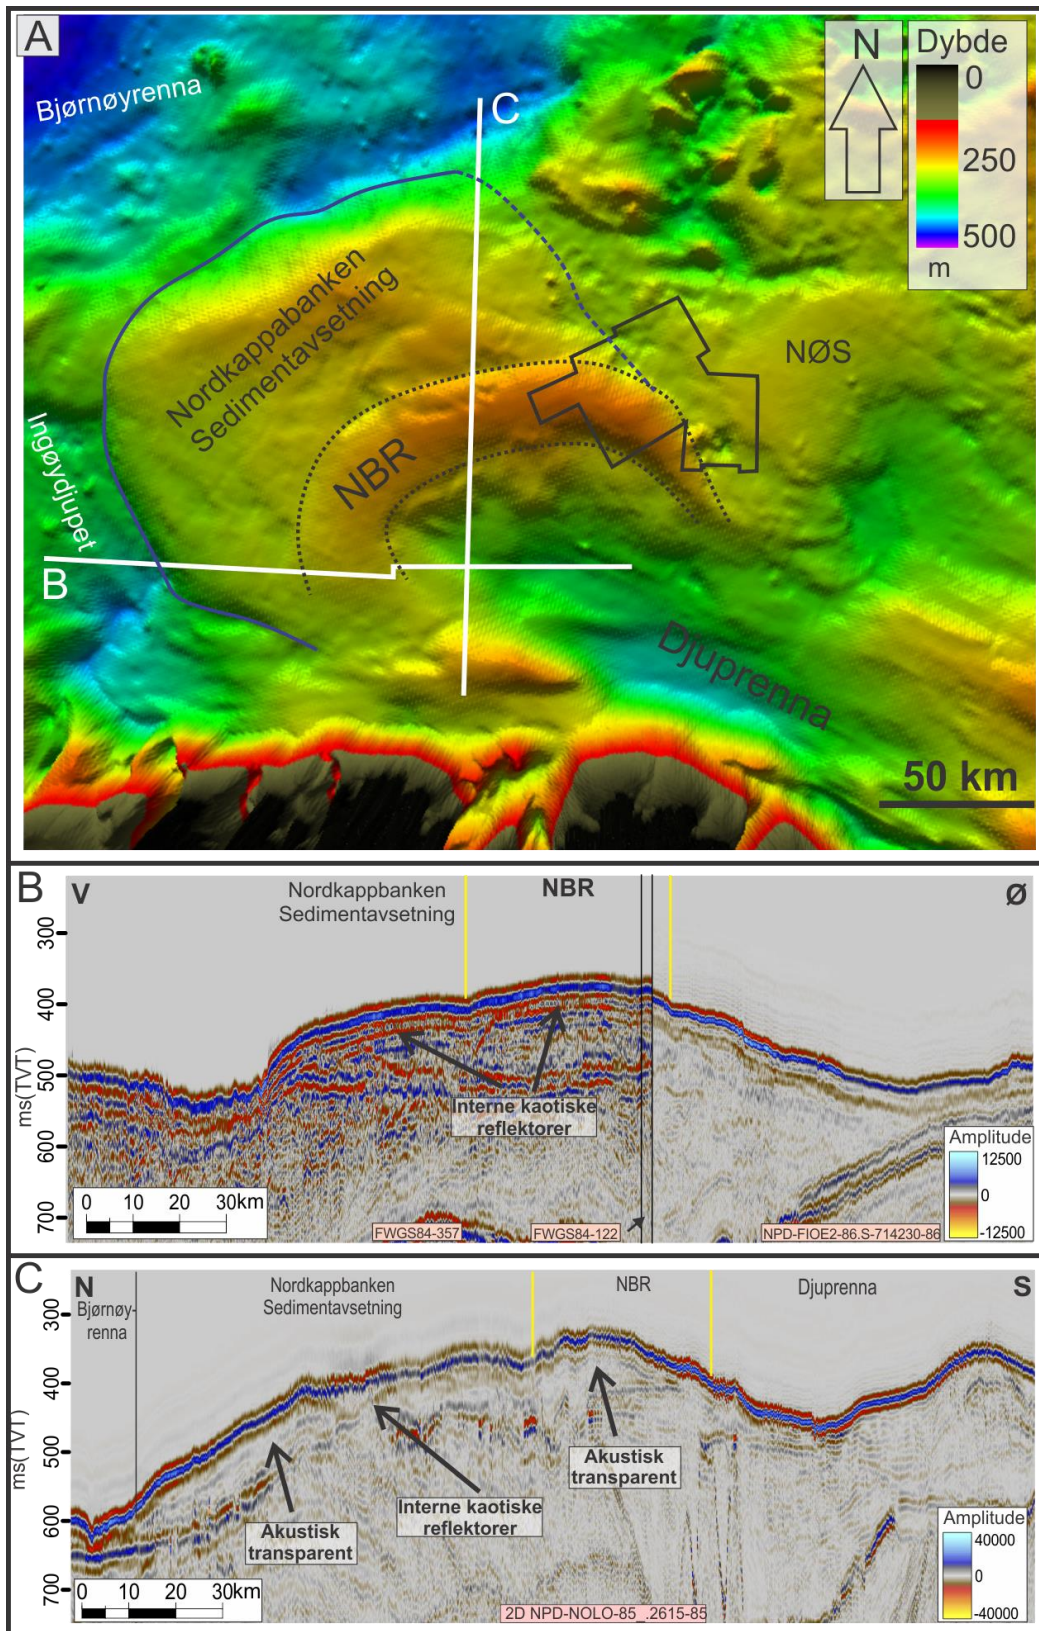 A
Bjørnøyrenna
C
N
Dybde
0
250
500
m
Nordkappabanken
Sedimentavsetning
NØS
NBR
Ingøydjupet
B
Djuprenna
50 km
B
V
Nordkappbanken
Sedimentavsetning
NBR
Ø
300
400
500
600
700
ms(TVT)
Interne kaotiske
reflektorer
Amplitude
12500
0
-12500
0 10 20 30km
FWGS84-357
FWGS84-122
NPD-FIOE2-86.S-714230-86
C
N
Bjørnøy-
renna
Nordkappbanken
Sedimentavsetning
NBR
Djuprenna
S
300
400
500
600
700
ms(TVT)
Akustisk
transparent
Interne kaotiske
reflektorer
Akustisk
transparent
Amplitude
40000
0
-40000
0 10 20 30km
2D NPD-NOLO-85_.2615-85